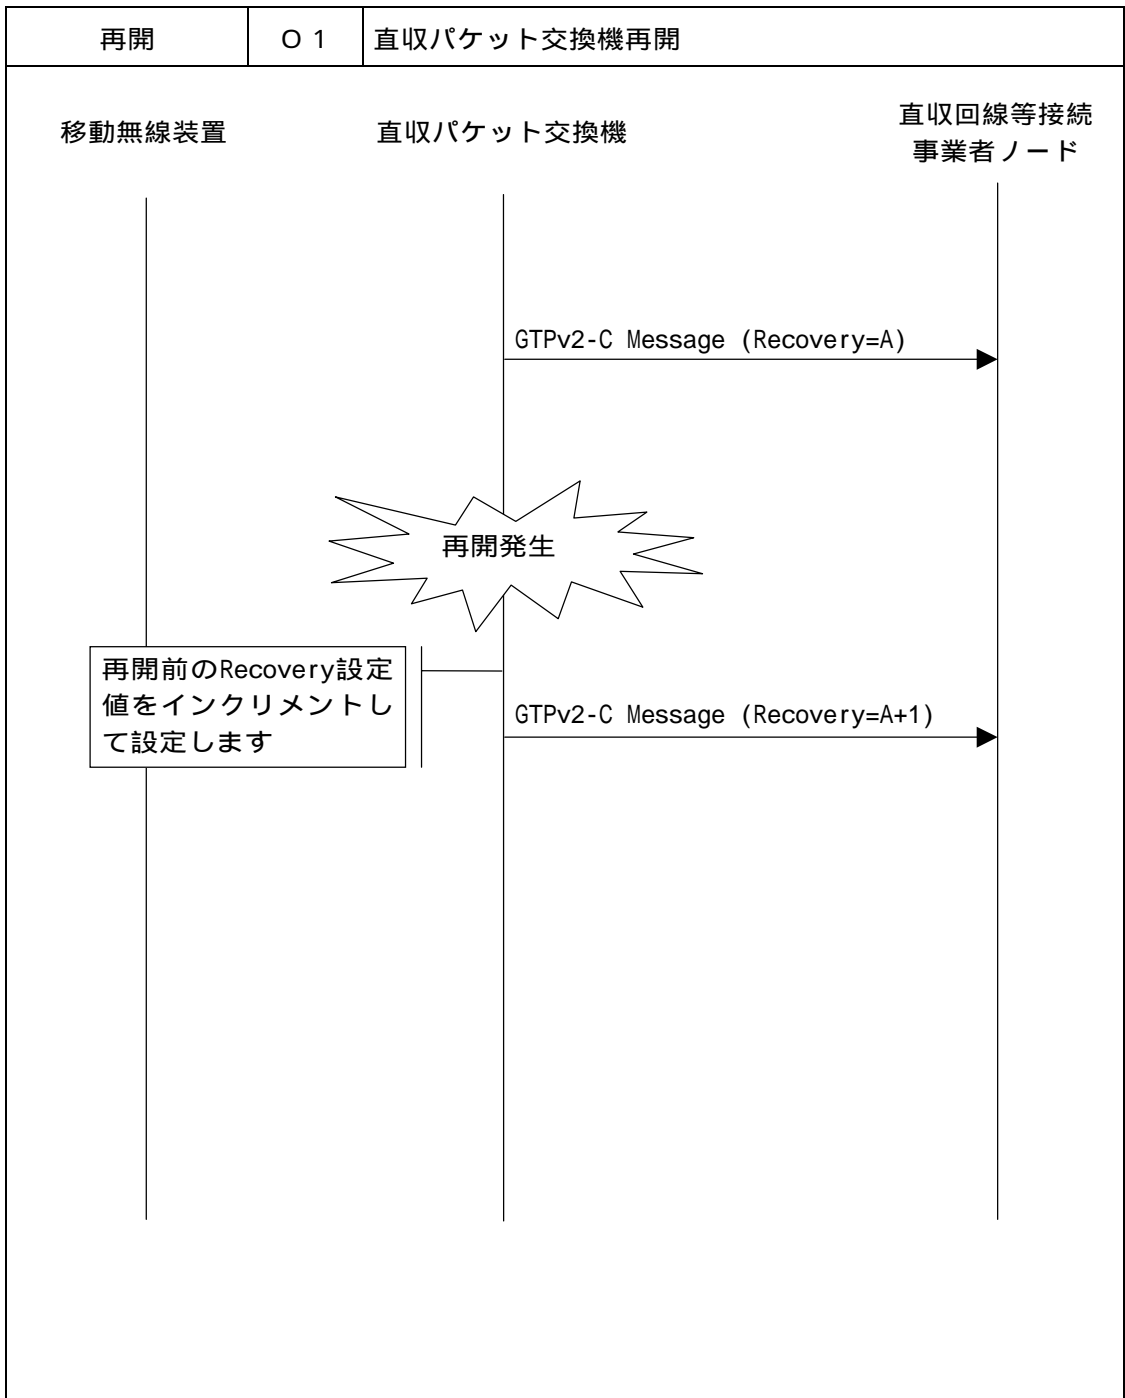 再開
０１
直収パケット交換機再開
移動無線装置
直収パケット交換機
直収回線等接続
事業者ノード
GTPv2-C Message (Recovery=A)
再開発生
再開前のRecovery設定
値をインクリメントし
て設定します
GTPv2-C Message (Recovery=A+1)